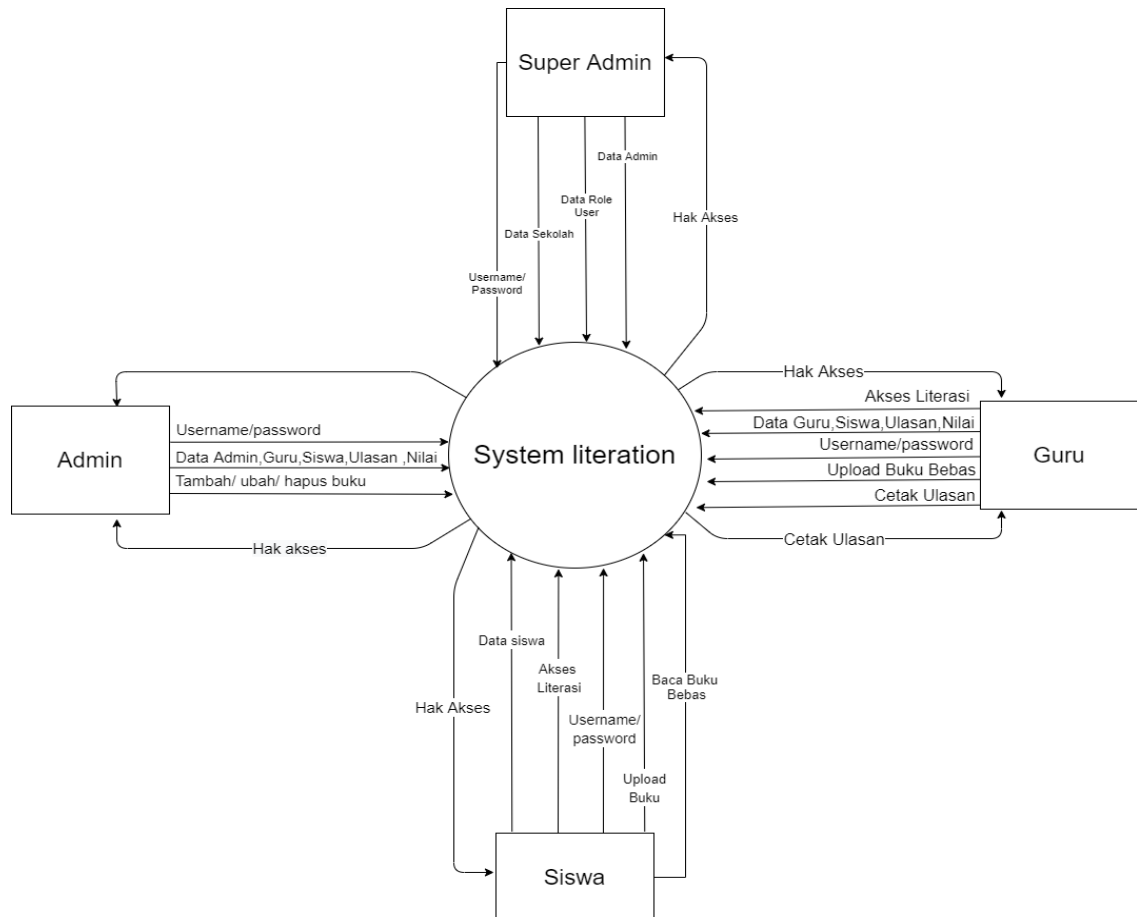 Super Admin
Data Admin
Data Role
User
Hak Akses
Data Sekolah
Username/
Password
Hak Akses
Akses Literasi
Data Guru,Siswa,Ulasan,Nilai
Username/password
Upload Buku Bebas
Cetak Ulasan
Guru
Cetak Ulasan
Username/password
Data Admin,Guru,Siswa,Ulasan ,Nilai
Tambah/ ubah/ hapus buku
Admin
Hak akses
System literation
Data siswa
Akses
Literasi
Baca Buku
Bebas
Hak Akses
Username/
password
Upload
Buku
Siswa